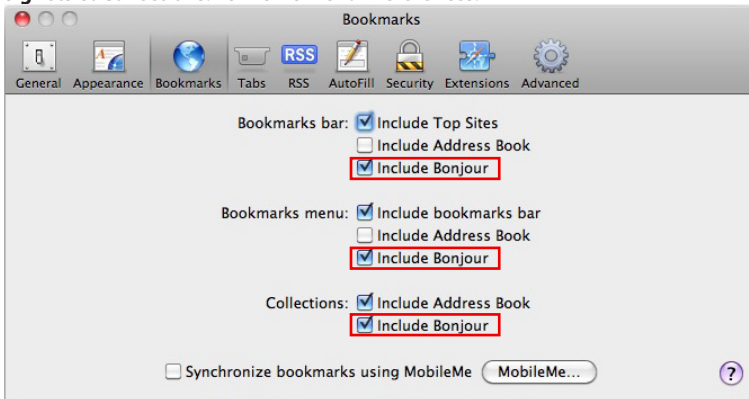 Bookmarks
RSS
General Appearance Bookmarks Tabs RSS AutoFill Security Extensions Advanced
Bookmarks bar: Include Top Sites
Include Address Book
Include Bonjour
Bookmarks menu: Include bookmarks bar
Include Address Book
Include Bonjour
Collections: Include Address Book
Include Bonjour
Synchronize bookmarks using MobileMe MobileMe... ?